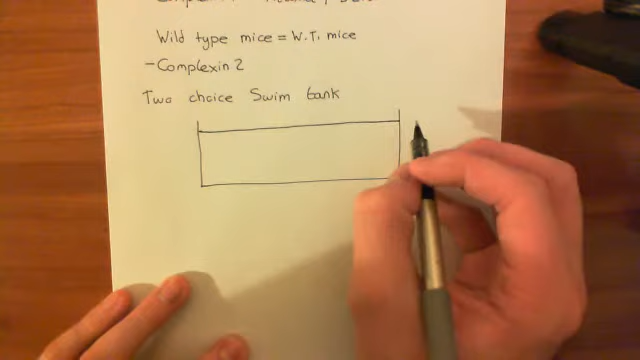 Wild type mice = W.T. mice
- Complexin 2
Two choice Swim tank